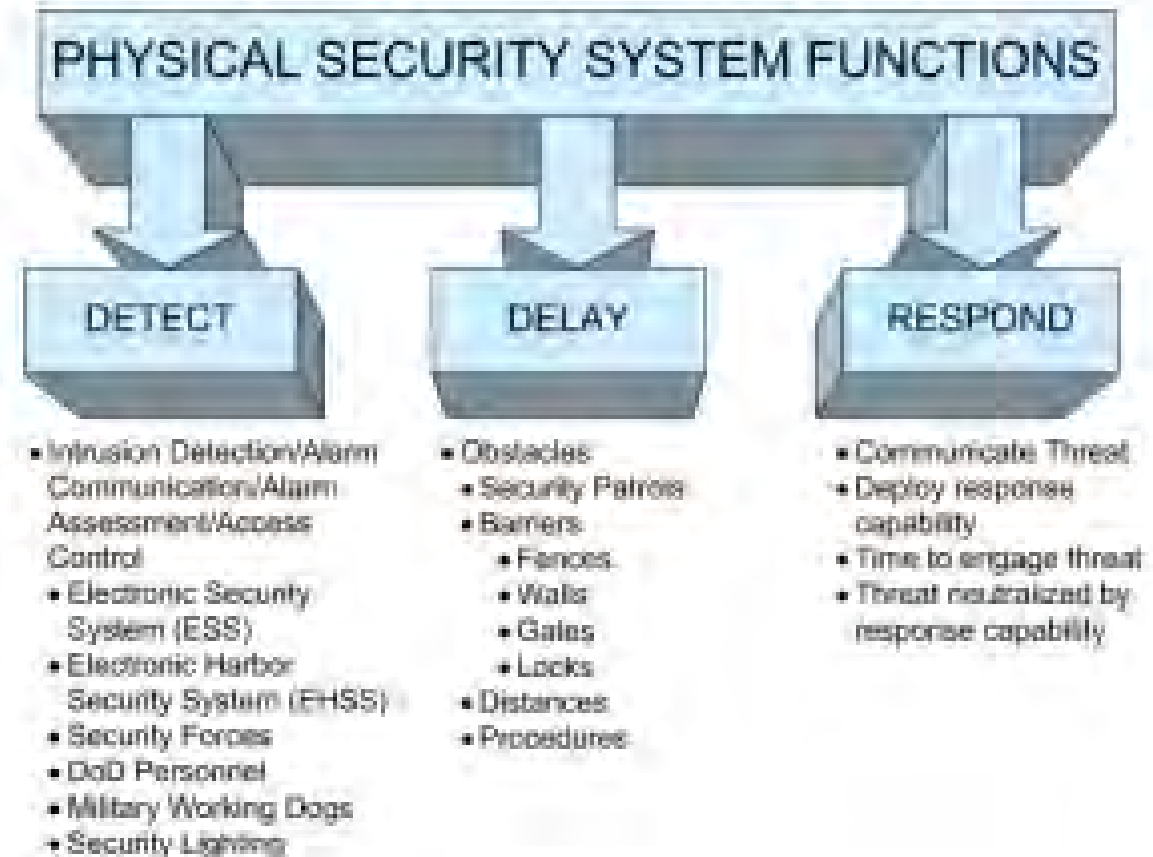 PHYSICAL SECURITY SYSTEM FUNCTIONS
DETECT
• Intrusion Detection/Alarm
Communication/Alarm
Assessment/Access
Control
• Electronic Security
System (ESS)
• Electronic Harbor
Security System (EHSS)
• Security Forces
• DoD Personnel
• Military Working Dogs
• Security Lighting
DELAY
• Obstacles
• Security Patrols
• Barriers
• Fences
• Walls
• Gates
• Locks
• Distances
• Procedures
RESPOND
• Communicate Threat
• Deploy response
capability
• Time to engage threat
• Threat neutralized by
response capability